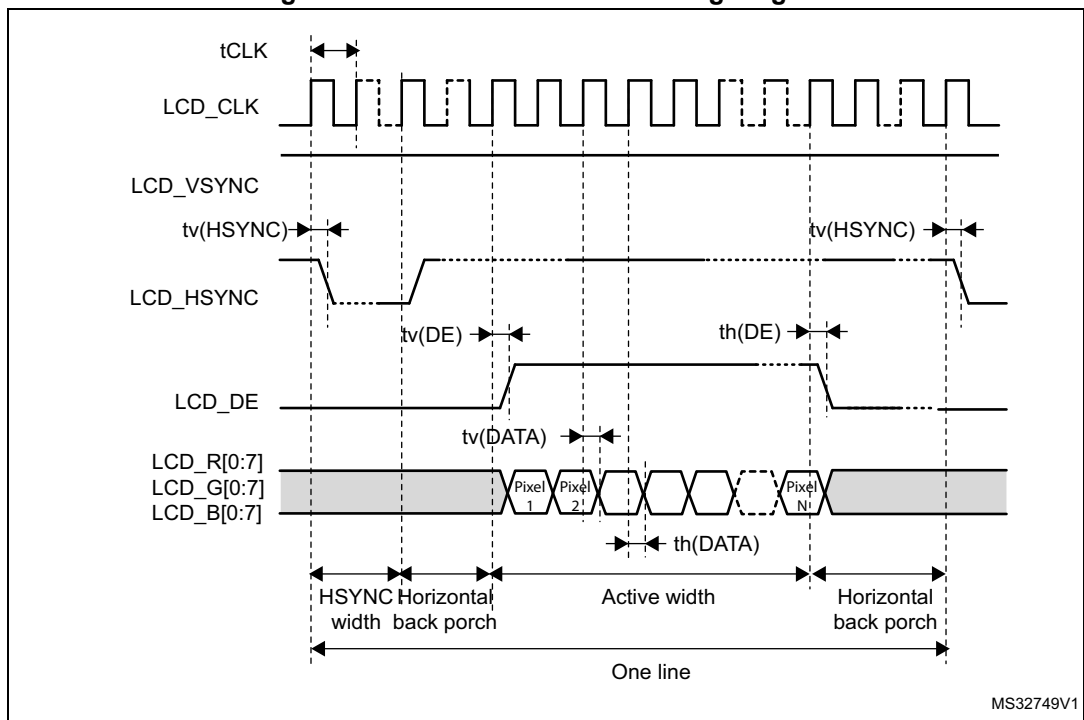 tCLK
LCD_CLK
LCD_VSYNC
tv(HSYNC) tv(HSYNC)
LCD_HSYNC
tv(DE) th(DE)
LCD_DE
tv(DATA)
LCD_R[0:7]
LCD_G[0:7]
LCD_B[0:7]
Pixel 1
Pixel 2
Pixel N
th(DATA)
HSYNC width
Horizontal back porch
Active width
Horizontal back porch
One line
MS32749V1